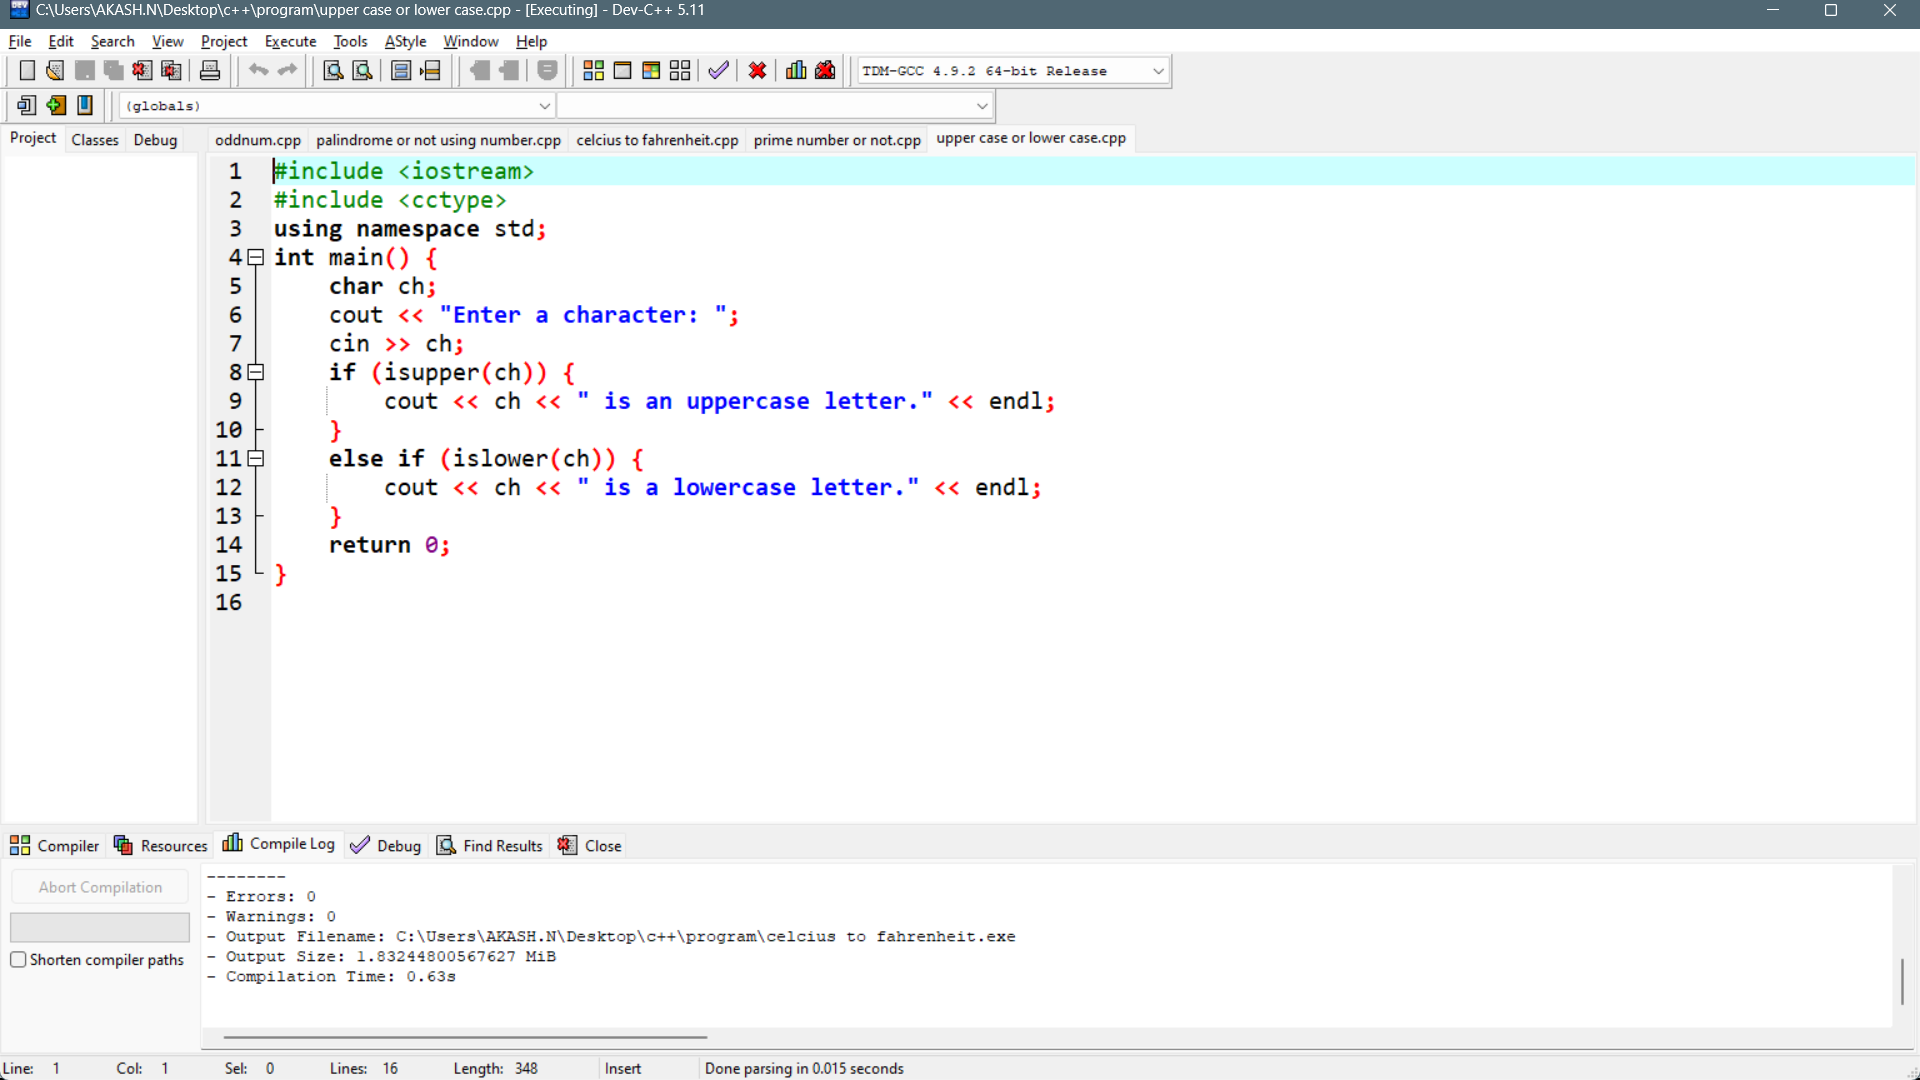 C:\Users\AKASH.N\Desktop\c++\program\upper case or lower case.cpp - [Executing] - Dev-C++ 5.11
File Edit Search View Project Execute Tools AStyle Window Help
TDM-GCC 4.9.2 64-bit Release
(globals)
Project Classes Debug oddnum.cpp palindrome or not using number.cpp celcius to fahrenheit.cpp prime number or not.cpp upper case or lower case.cpp
1 #include <iostream>
2 #include <cctype>
3 using namespace std;
4 int main() {
5     char ch;
6     cout << "Enter a character: ";
7     cin >> ch;
8     if (isupper(ch)) {
9         cout << ch << " is an uppercase letter." << endl;
10     }
11     else if (islower(ch)) {
12         cout << ch << " is a lowercase letter." << endl;
13     }
14     return 0;
15 }
16
Compiler Resources Compile Log Debug Find Results Close
Abort Compilation
Shorten compiler paths
--------
- Errors: 0
- Warnings: 0
- Output Filename: C:\Users\AKASH.N\Desktop\c++\program\celcius to fahrenheit.exe
- Output Size: 1.83244800567627 MiB
- Compilation Time: 0.63s
Line: 1 Col: 1 Sel: 0 Lines: 16 Length: 348 Insert Done parsing in 0.015 seconds